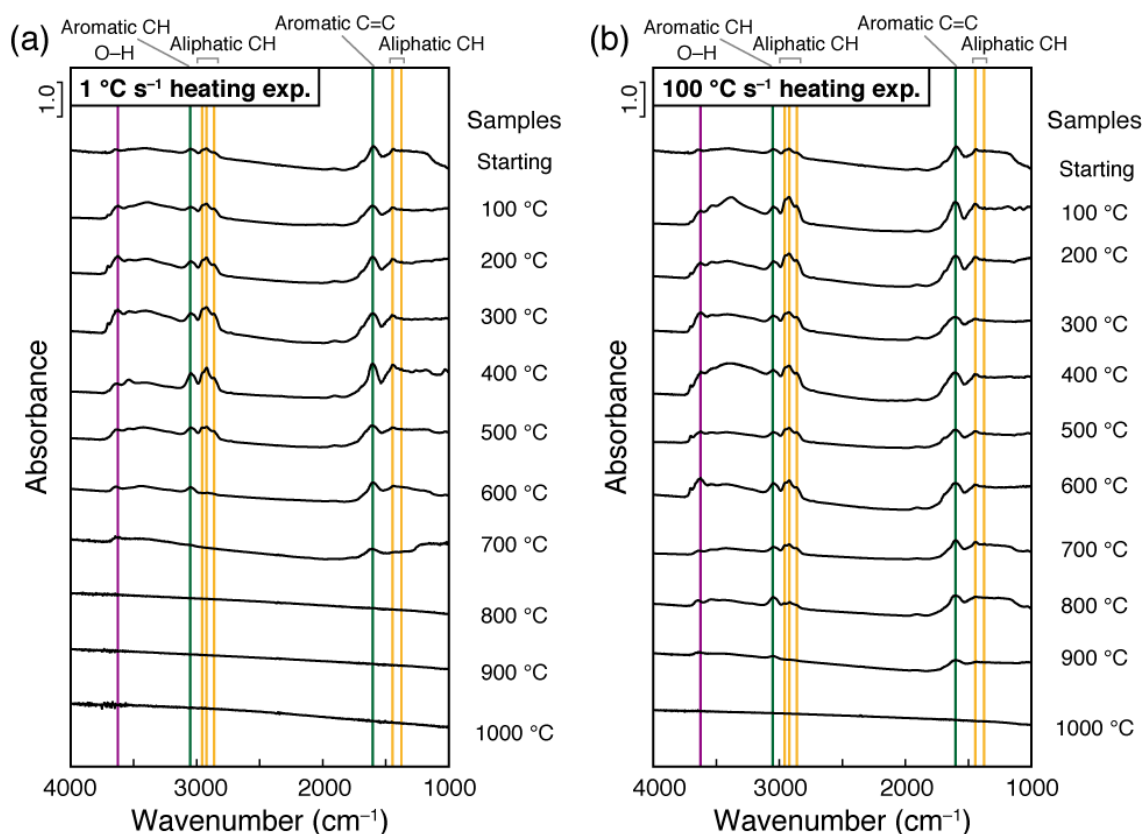 (a)
Aromatic CH
O–H
Aliphatic CH
Aromatic C=C
Aliphatic CH
1.0
1 °C s⁻¹ heating exp.
Samples
Starting
100 °C
200 °C
300 °C
400 °C
500 °C
600 °C
700 °C
800 °C
900 °C
1000 °C
Absorbance
4000
3000
2000
1000
Wavenumber (cm⁻¹)
(b)
Aromatic CH
O–H
Aliphatic CH
Aromatic C=C
Aliphatic CH
1.0
100 °C s⁻¹ heating exp.
Samples
Starting
100 °C
200 °C
300 °C
400 °C
500 °C
600 °C
700 °C
800 °C
900 °C
1000 °C
Absorbance
4000
3000
2000
1000
Wavenumber (cm⁻¹)